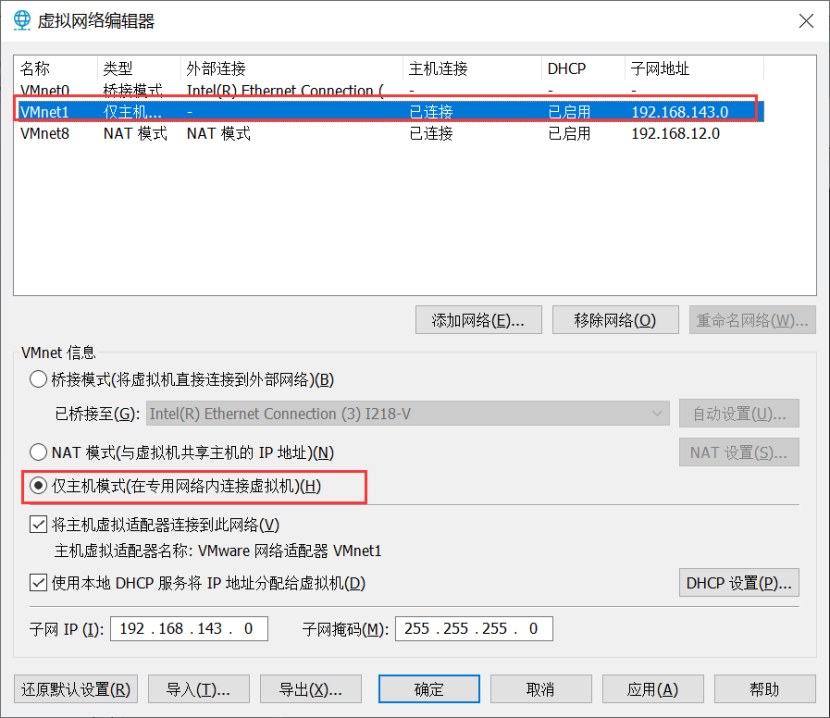 虚拟网络编辑器
名称 类型 外部连接 主机连接 DHCP 子网地址
VMnet0 桥接模式 Intel(R) Ethernet Connection ( - - -
VMnet1 仅主机... - 已连接 已启用 192.168.143.0
VMnet8 NAT 模式 NAT 模式 已连接 已启用 192.168.12.0
添加网络(E)... 移除网络(O) 重命名网络(W)...
VMnet 信息
桥接模式(将虚拟机直接连接到外部网络)(B)
已桥接至(G): Intel(R) Ethernet Connection (3) I218-V 自动设置(U)...
NAT 模式(与虚拟机共享主机的 IP 地址)(N) NAT 设置(S)...
仅主机模式(在专用网络内连接虚拟机)(H)
将主机虚拟适配器连接到此网络(V)
主机虚拟适配器名称: VMware 网络适配器 VMnet1
使用本地 DHCP 服务将 IP 地址分配给虚拟机(D) DHCP 设置(P)...
子网 IP (I): 192 . 168 . 143 . 0 子网掩码(M): 255 . 255 . 255 . 0
还原默认设置(R) 导入(T)... 导出(X)... 确定 取消 应用(A) 帮助